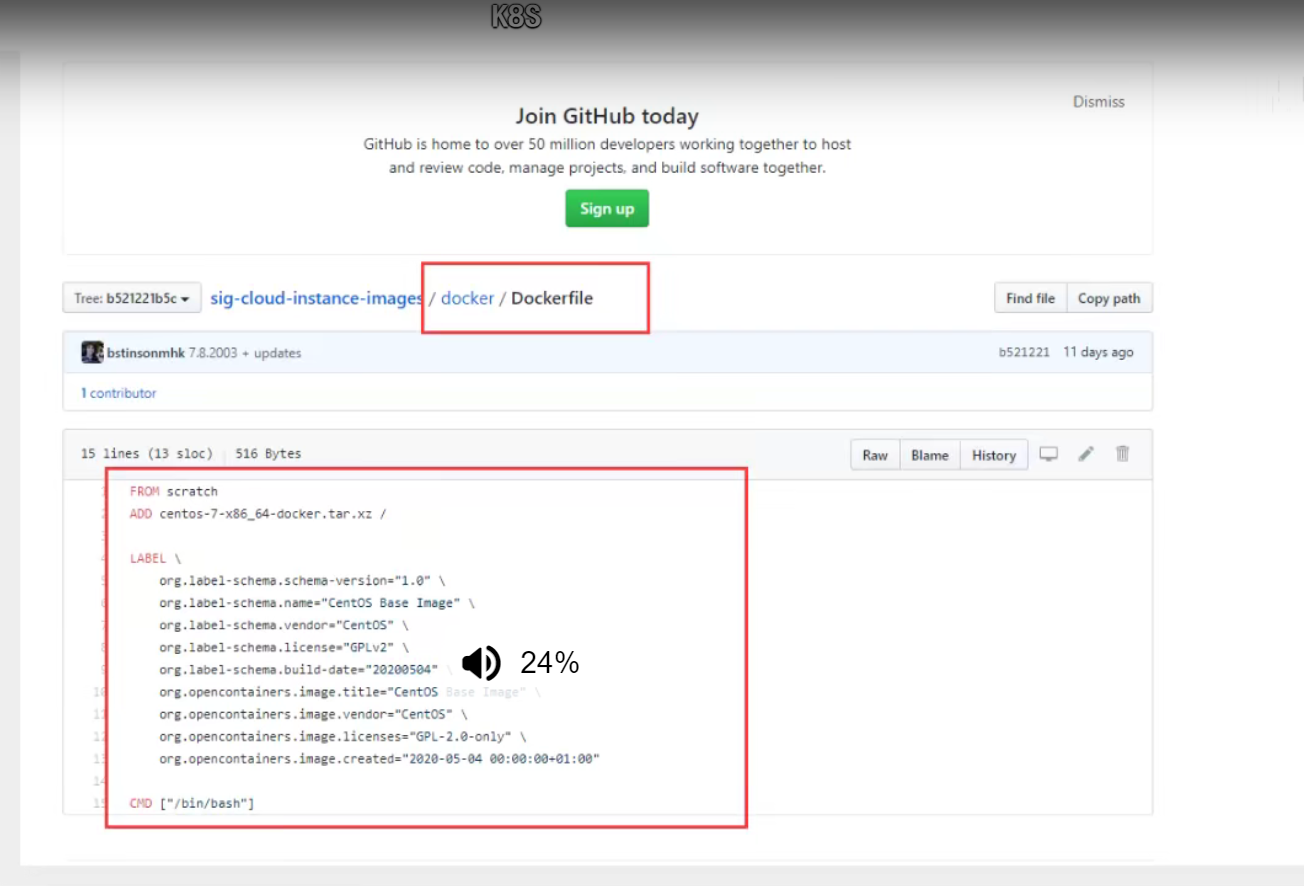 K8S
Dismiss
Join GitHub today
GitHub is home to over 50 million developers working together to host
and review code, manage projects, and build software together.
Sign up
Tree: b521221b5c sig-cloud-instance-images / docker / Dockerfile Find file Copy path
bstinsonmhk 7.8.2003 + updates b521221 11 days ago
1 contributor
15 lines (13 sloc) 516 Bytes Raw Blame History
1 FROM scratch
2 ADD centos-7-x86_64-docker.tar.xz /
3
4 LABEL \
5 org.label-schema.schema-version="1.0" \
6 org.label-schema.name="CentOS Base Image" \
7 org.label-schema.vendor="CentOS" \
8 org.label-schema.license="GPLv2" \
9 org.label-schema.build-date="20200504" \
24%
10 org.opencontainers.image.title="CentOS Base Image" \
11 org.opencontainers.image.vendor="CentOS" \
12 org.opencontainers.image.licenses="GPL-2.0-only" \
13 org.opencontainers.image.created="2020-05-04 00:00:00+01:00"
14
15 CMD ["/bin/bash"]